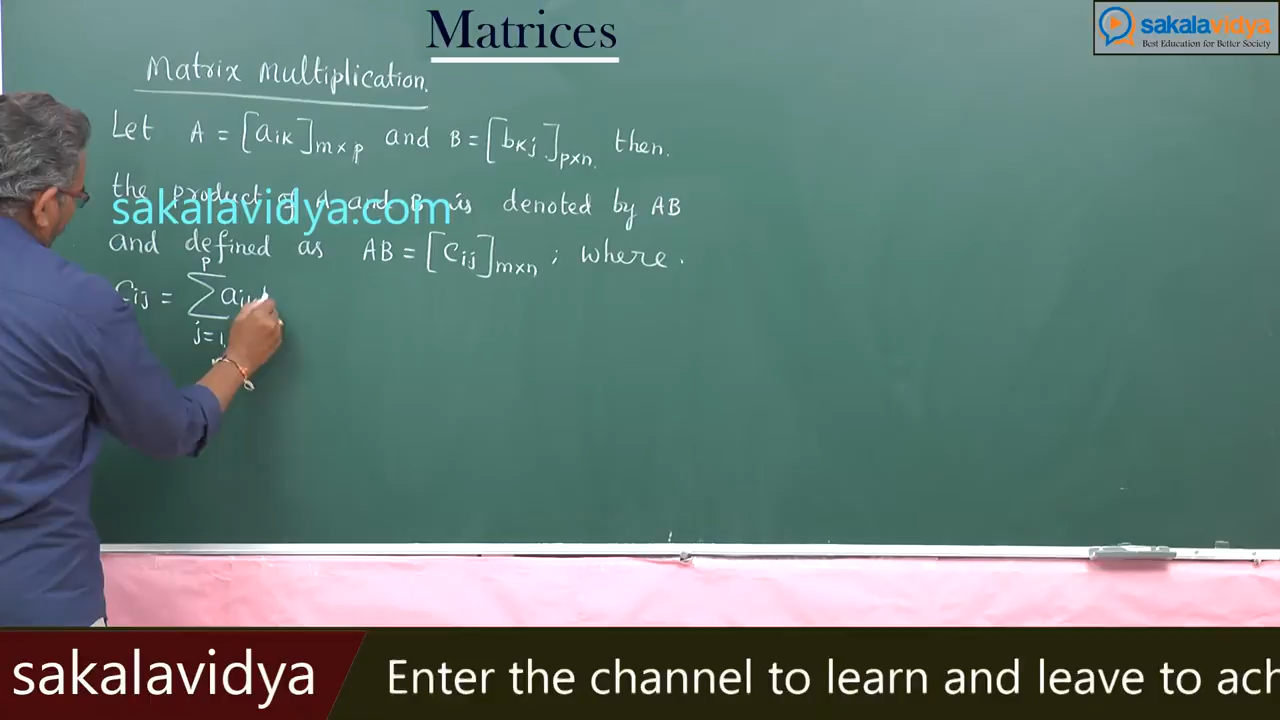 Matrices
sakalavidya
Best Education for Better Society
Matrix Multiplication.
Let A = [aik]m×p and B = [bkj]p×n. then.
the product of A and B is denoted by AB
sakalavidya.com
and defined as AB = [cij]m×n ; where.
cij = p∑j=1 ai
sakalavidya
Enter the channel to learn and leave to ach